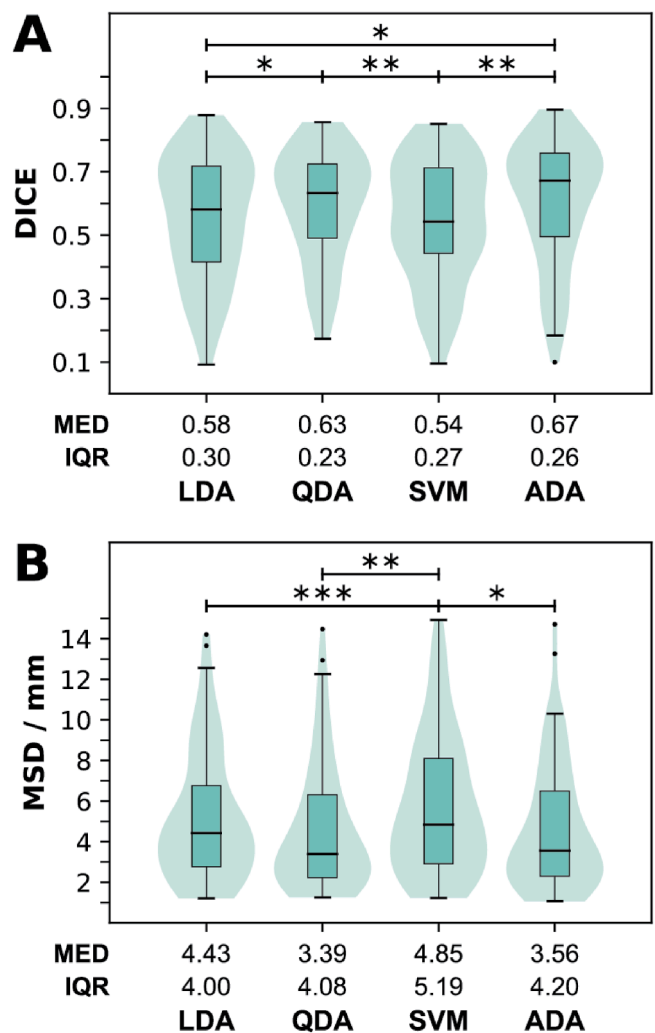 A
*
* ** **
0.9
0.7
0.5
0.3
0.1
DICE
MED 0.58 0.63 0.54 0.67
IQR 0.30 0.23 0.27 0.26
LDA QDA SVM ADA
B
**
*** *
14
12
10
8
6
4
2
MSD / mm
MED 4.43 3.39 4.85 3.56
IQR 4.00 4.08 5.19 4.20
LDA QDA SVM ADA